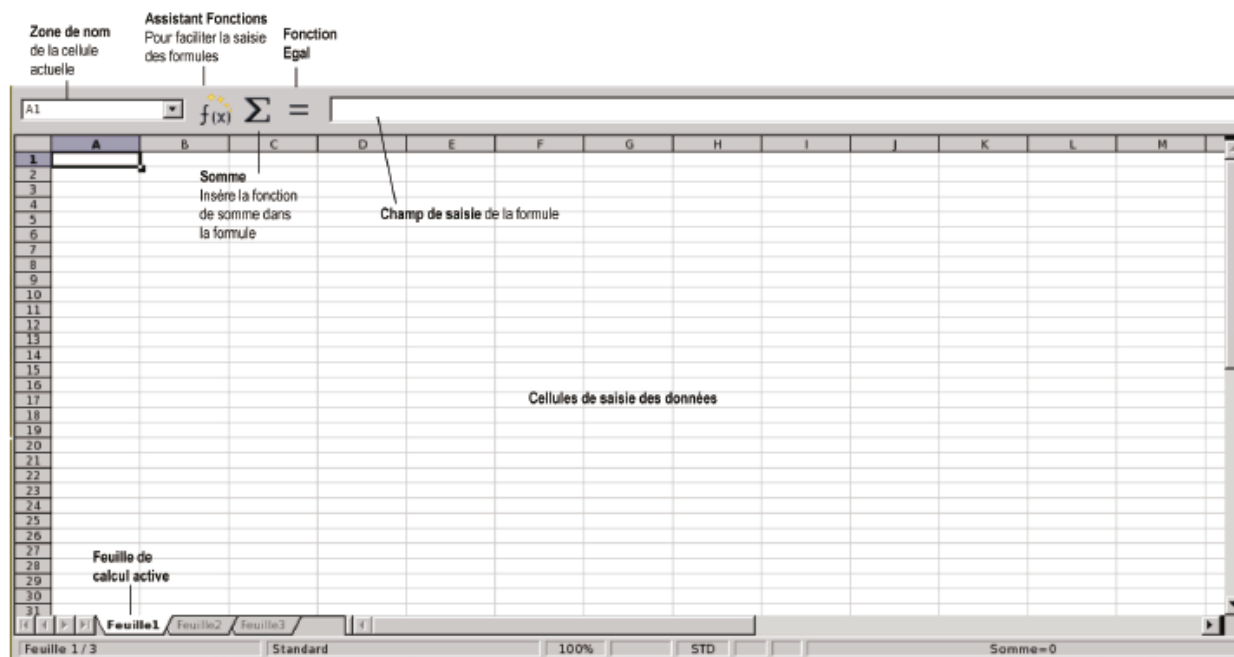 Zone de nom
de la cellule
actuelle
Assistant Fonctions
Pour faciliter la saisie
des formules
Fonction
Egal
A1
f(x) Σ =
A B C D E F G H I J K L M
1
2
3
4
5
6
7
8
9
10
11
12
13
14
15
16
17
18
19
20
21
22
23
24
25
26
27
28
29
30
31
Somme
Insère la fonction
de somme dans
la formule
Champ de saisie de la formule
Cellules de saisie des données
Feuille de
calcul active
Feuille1 Feuille2 Feuille3
Feuille 1 / 3 Standard 100% STD Somme=0